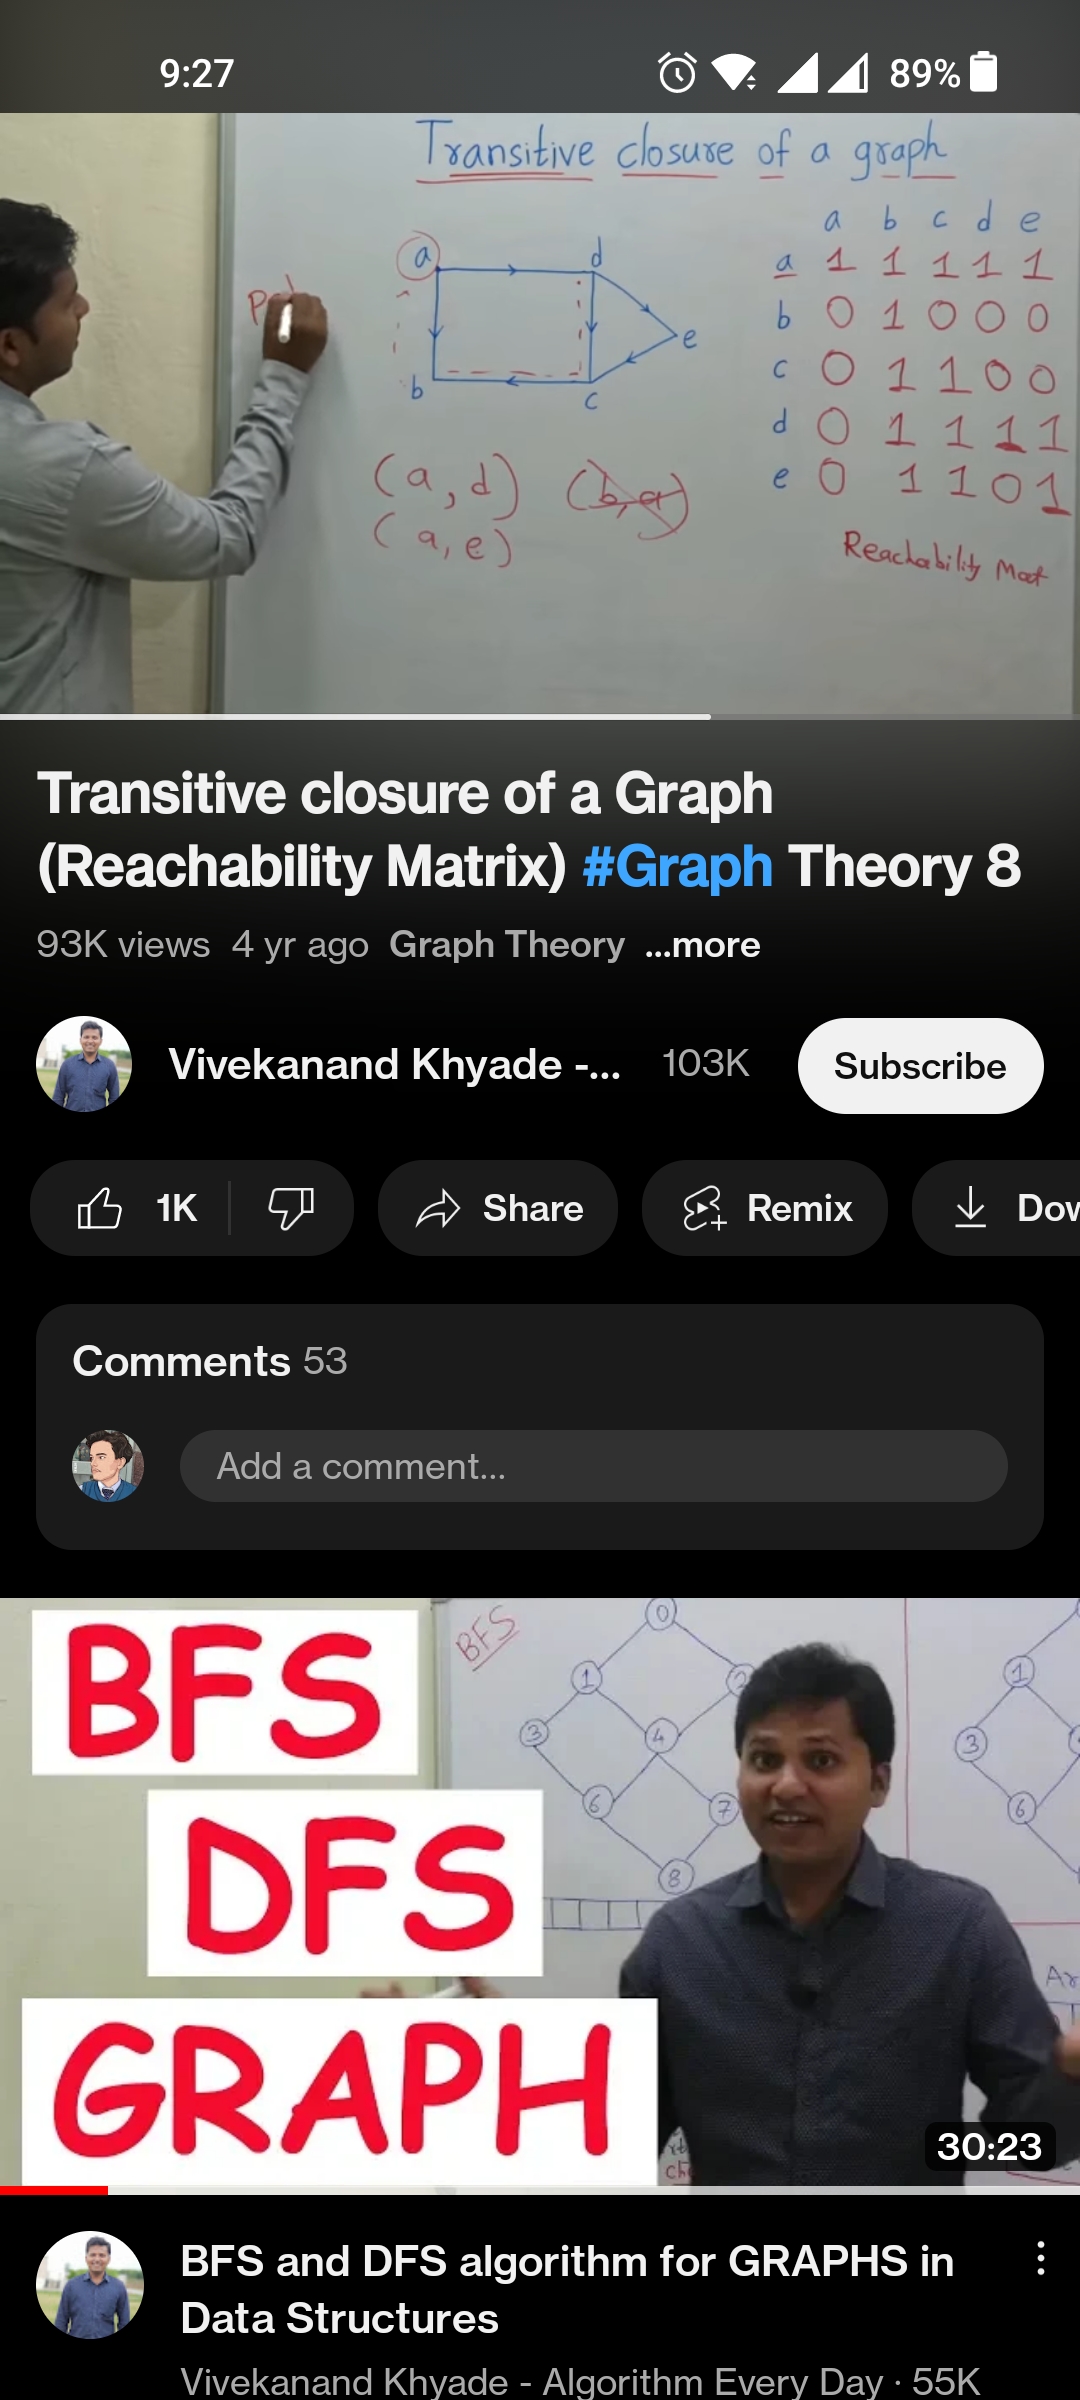 9:27
89%
Transitive closure of a graph
a b c d e
a 1 1 1 1 1
b 0 1 0 0 0
c 0 1 1 0 0
d 0 1 1 1 1
e 0 1 1 0 1
a
d
e
b
c
(a, d) (b, a)
(a, e)
Reachability Mat
Transitive closure of a Graph
(Reachability Matrix) #Graph Theory 8
93K views 4 yr ago Graph Theory ...more
Vivekanand Khyade -... 103K
Subscribe
1K
Share
Remix
Dow
Comments 53
Add a comment...
BFS
DFS
GRAPH
BFS
0
1
2
3
4
6
7
8
1
3
6
30:23
BFS and DFS algorithm for GRAPHS in
Data Structures
Vivekanand Khyade - Algorithm Every Day · 55K